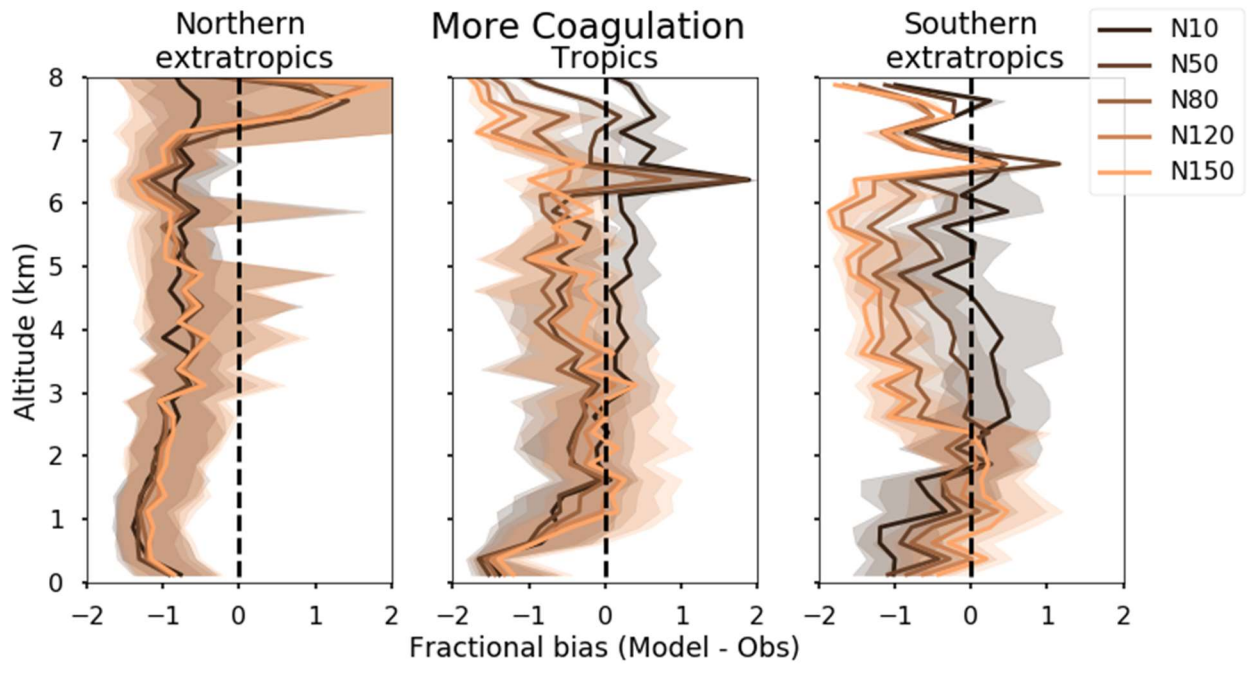 More Coagulation
Northern
extratropics
Tropics
Southern
extratropics
N10
N50
N80
N120
N150
Altitude (km)
8
7
6
5
4
3
2
1
0
−2 −1 0 1 2
−2 −1 0 1 2
−2 −1 0 1 2
Fractional bias (Model - Obs)